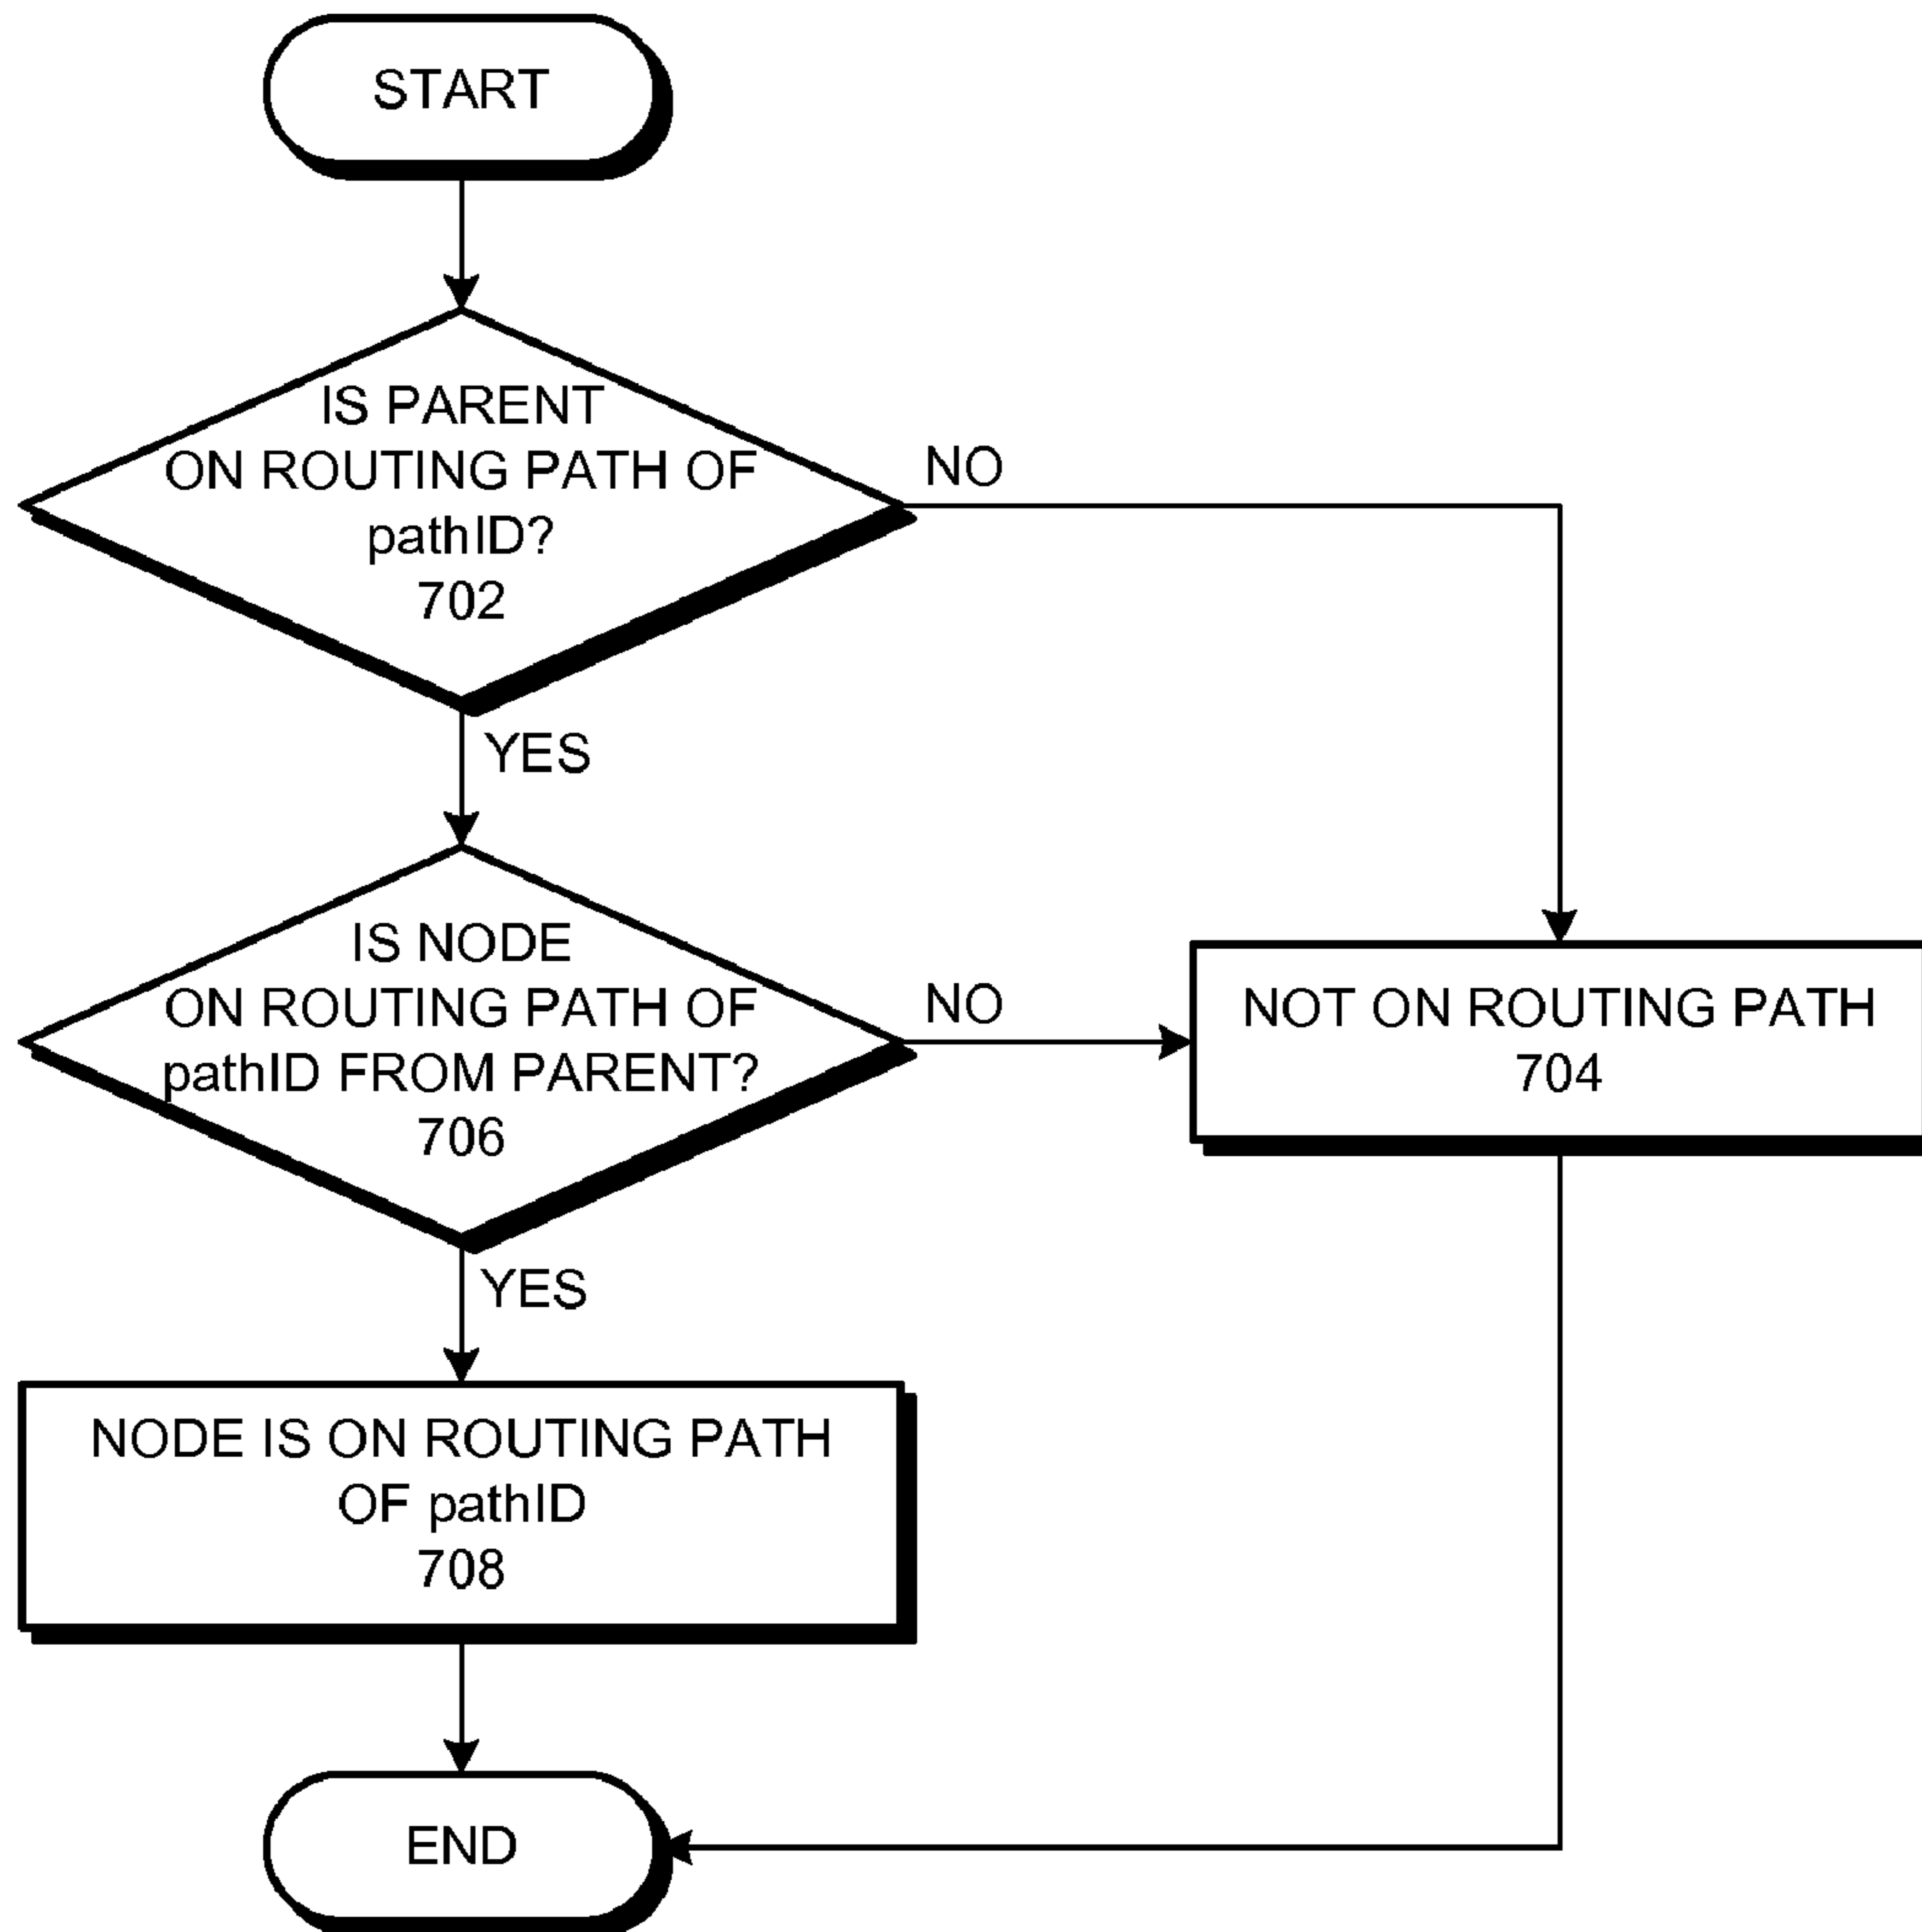 START
IS PARENT
ON ROUTING PATH OF
pathID?
702
NO
YES
IS NODE
ON ROUTING PATH OF
pathID FROM PARENT?
706
NO
NOT ON ROUTING PATH
704
YES
NODE IS ON ROUTING PATH
OF pathID
708
END